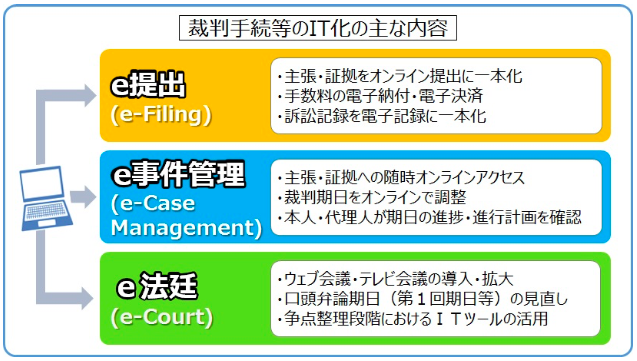 裁判手続等のIT化の主な内容
e提出
(e-Filing)
・主張・証拠をオンライン提出に一本化
・手数料の電子納付・電子決済
・訴訟記録を電子記録に一本化
e事件管理
(e-Case
Management)
・主張・証拠への随時オンラインアクセス
・裁判期日をオンラインで調整
・本人・代理人が期日の進捗・進行計画を確認
e法廷
(e-Court)
・ウェブ会議・テレビ会議の導入・拡大
・口頭弁論期日（第１回期日等）の見直し
・争点整理段階におけるＩＴツールの活用